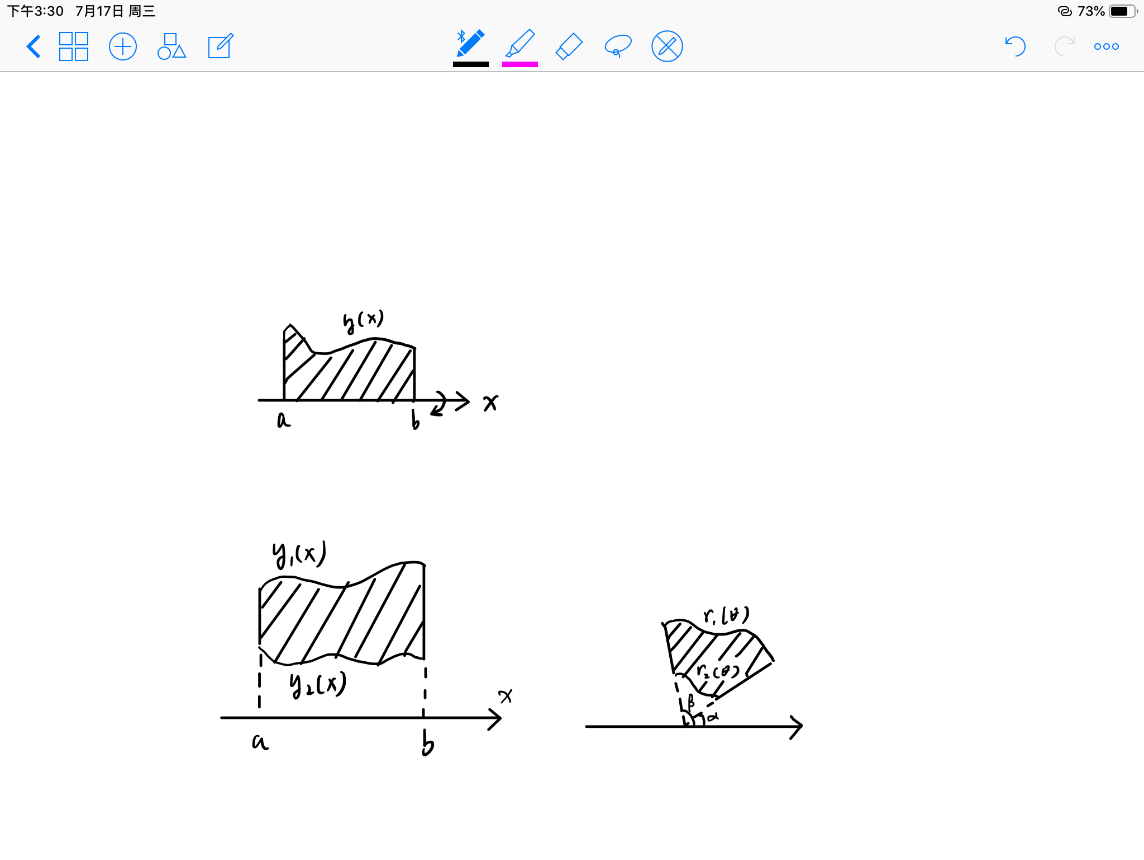 下午3:30 7月17日 周三
73%
y(x)
x
a
b
y₁(x)
y₂(x)
x
a
b
r₁(θ)
r₂(θ)
β
α